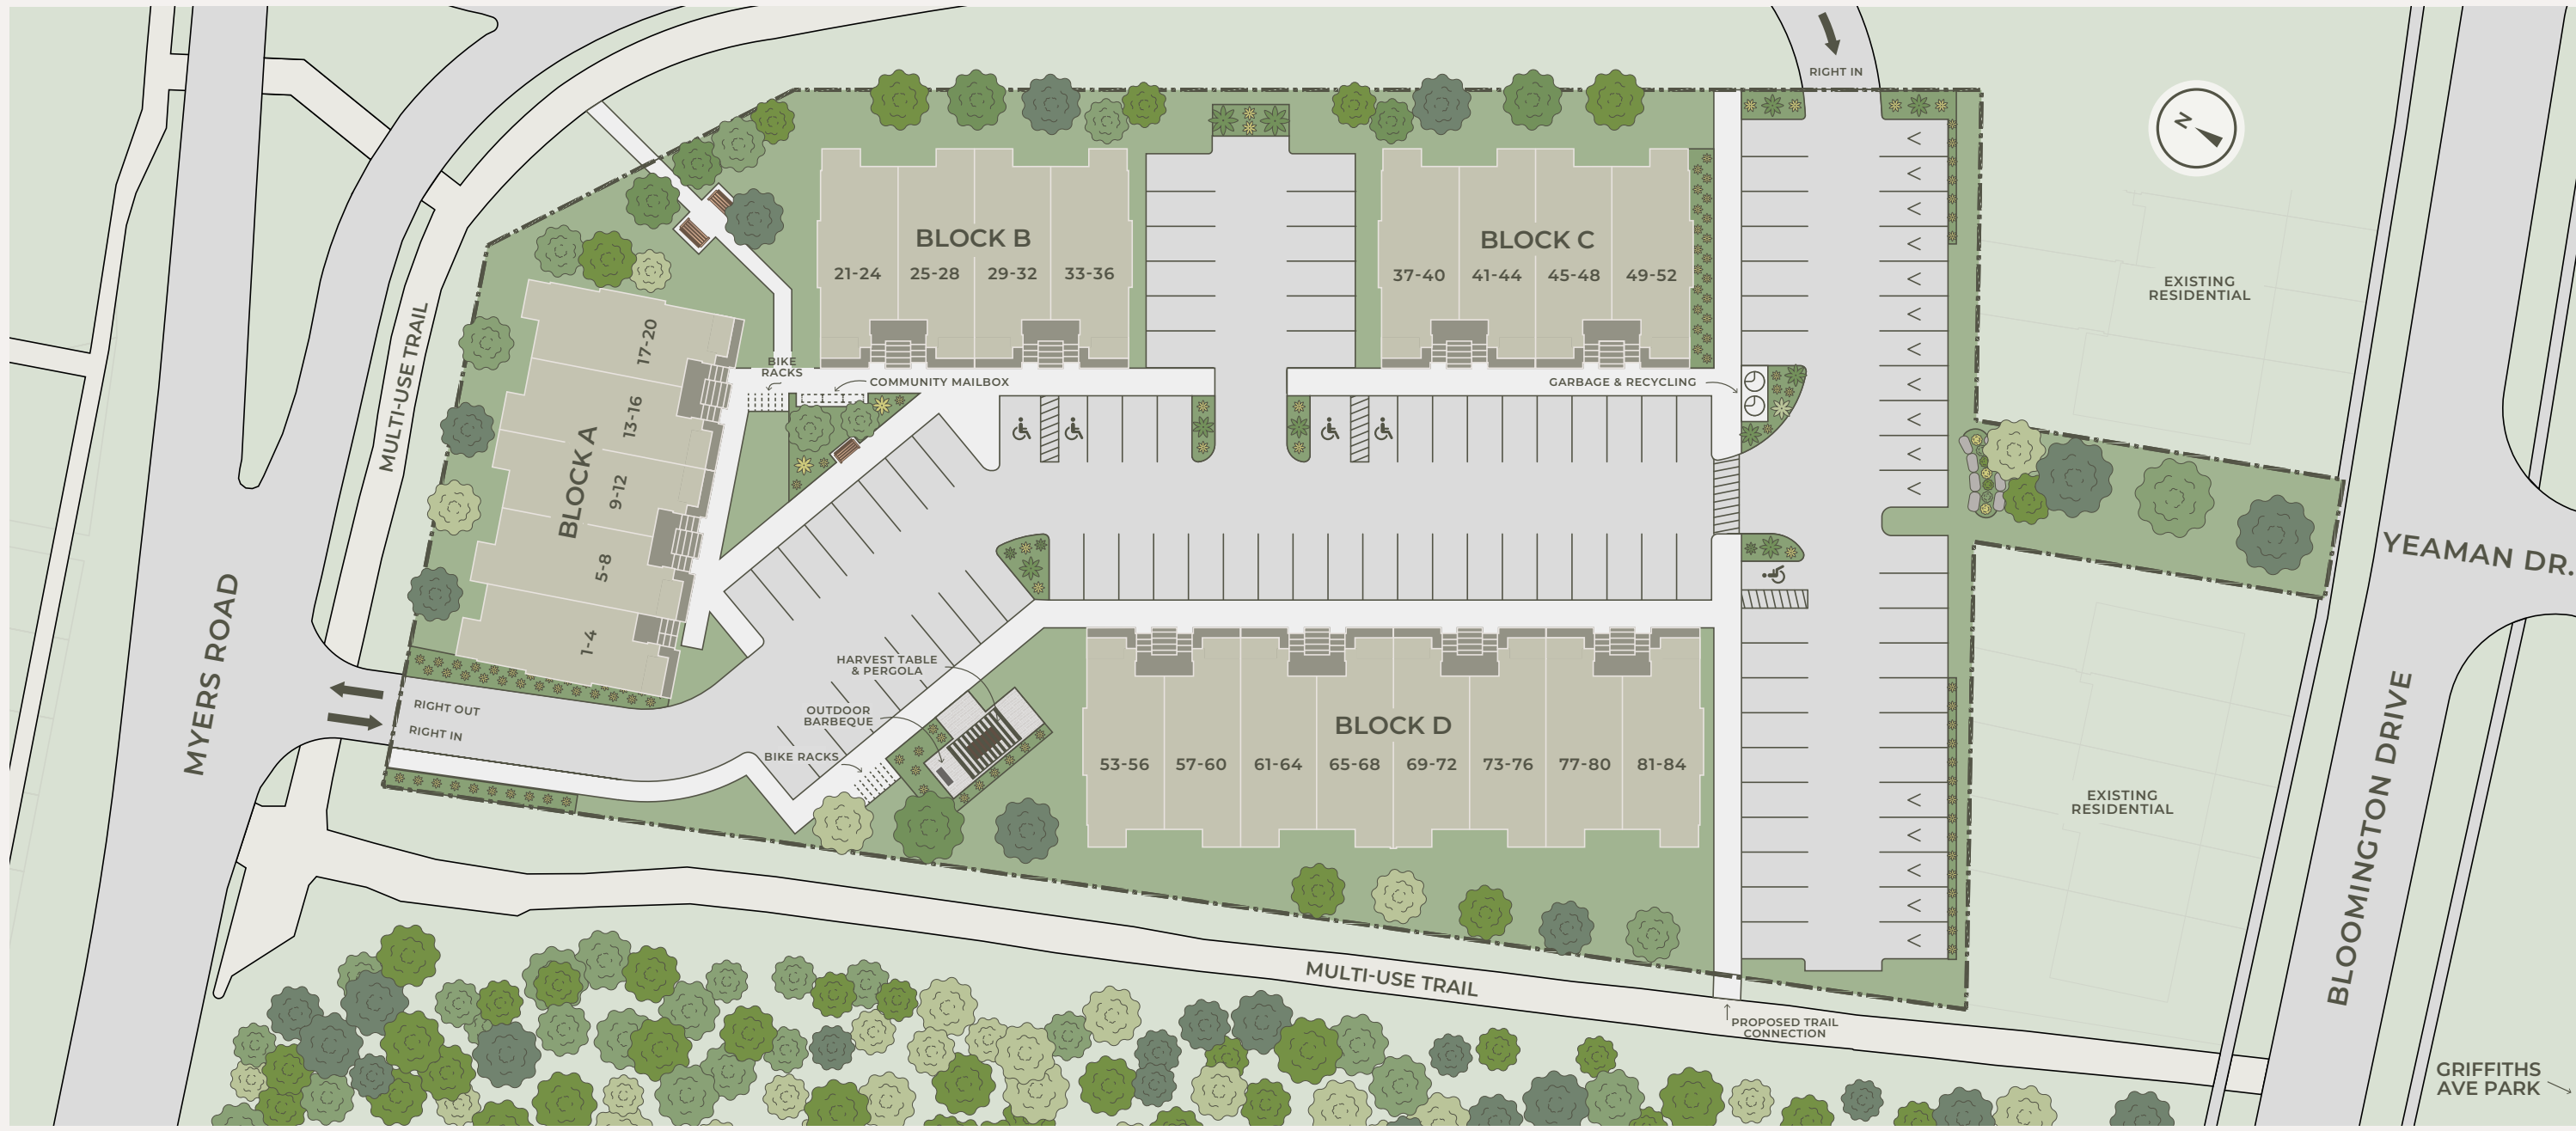 RIGHT IN
N
BLOCK B
21-24 25-28 29-32 33-36
BLOCK C
37-40 41-44 45-48 49-52
EXISTING
RESIDENTIAL
MULTI-USE TRAIL
BLOCK A
17-20
13-16
9-12
5-8
1-4
BIKE
RACKS
COMMUNITY MAILBOX
GARBAGE & RECYCLING
YEAMAN DR.
MYERS ROAD
RIGHT OUT
RIGHT IN
HARVEST TABLE
& PERGOLA
OUTDOOR
BARBEQUE
BIKE RACKS
BLOCK D
53-56 57-60 61-64 65-68 69-72 73-76 77-80 81-84
EXISTING
RESIDENTIAL
BLOOMINGTON DRIVE
MULTI-USE TRAIL
PROPOSED TRAIL
CONNECTION
GRIFFITHS
AVE PARK